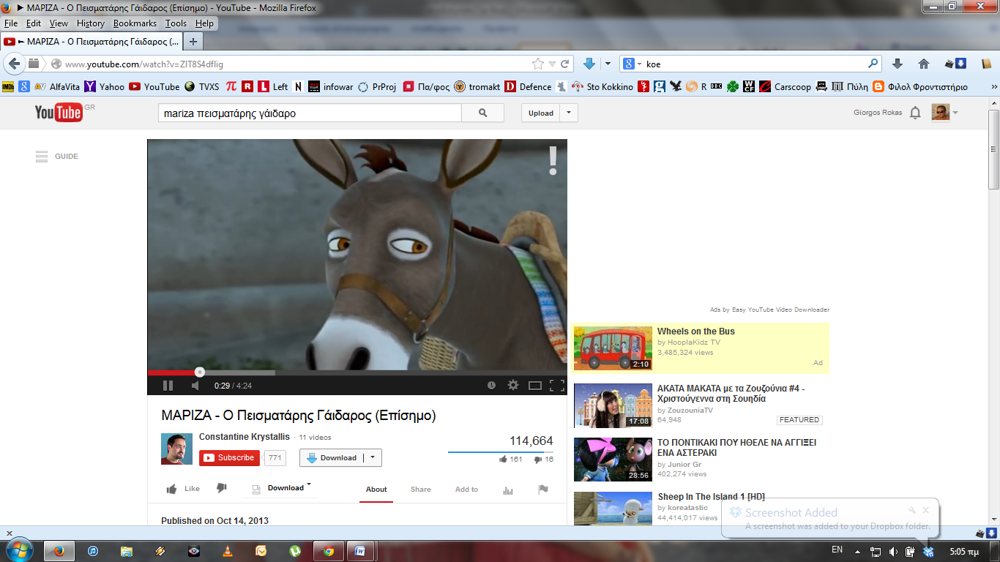 ► ΜΑΡΙΖΑ - Ο Πεισματάρης Γάιδαρος (Επίσημο) - YouTube - Mozilla Firefox
File Edit View History Bookmarks Tools Help
► ΜΑΡΙΖΑ - Ο Πεισματάρης Γάιδαρος (...
www.youtube.com/watch?v=ZIT8S4dfIig
koe
IMDb AlfaVita Yahoo YouTube TVXS Left infowar PrProj Πα/φος tromakt Defence Sto Kokkino R BBC WCF Carscoop Πύλη Φιλολ Φροντιστήριο »
YouTube GR
mariza πεισματάρης γάιδαρο
Upload
Giorgos Rokas
GUIDE
!
0:29 / 4:24
ΜΑΡΙΖΑ - Ο Πεισματάρης Γάιδαρος (Επίσημο)
Constantine Krystallis · 11 videos
Subscribe 771
Download
114,664
161 16
Like
Download
About Share Add to
Published on Oct 14, 2013
Ads by Easy YouTube Video Downloader
Wheels on the Bus
by HooplaKidz TV
3,485,324 views
Ad
2:10
ΑΚΑΤΑ ΜΑΚΑΤΑ με τα Ζουζούνια #4 -
Χριστούγεννα στη Σουηδία
by ZouzouniaTV
64,948
FEATURED
17:08
ΤΟ ΠΟΝΤΙΚΑΚΙ ΠΟΥ ΗΘΕΛΕ ΝΑ ΑΓΓΙΞΕΙ
ΕΝΑ ΑΣΤΕΡΑΚΙ
by Junior Gr
402,274 views
28:56
Sheep In The Island 1 [HD]
by koreatastic
44,414,017 views
Screenshot Added
A screenshot was added to your Dropbox folder.
EN
5:05 πμ